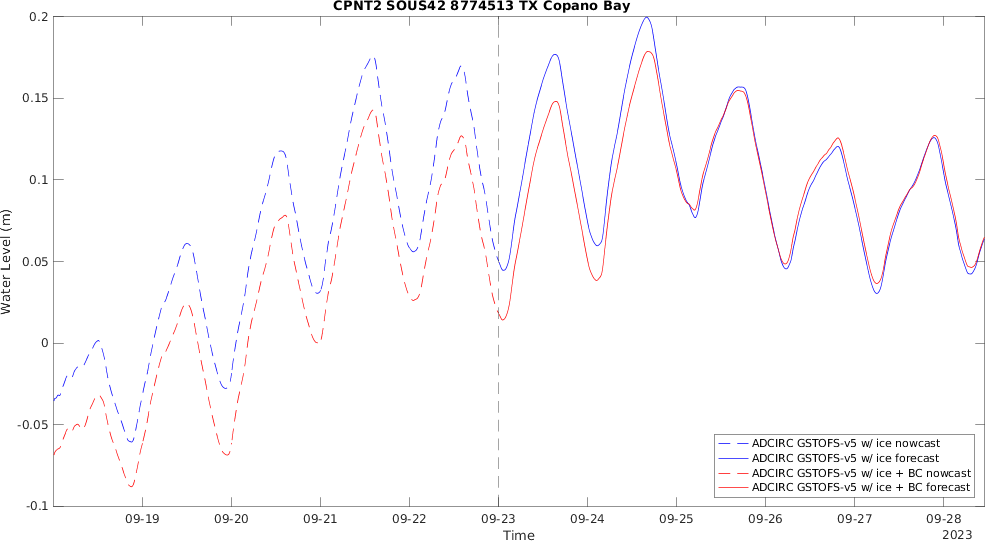 CPNT2 SOUS42 8774513 TX Copano Bay
0.2
0.15
0.1
0.05
0
-0.05
-0.1
Water Level (m)
ADCIRC GSTOFS-v5 w/ ice nowcast
ADCIRC GSTOFS-v5 w/ ice forecast
ADCIRC GSTOFS-v5 w/ ice + BC nowcast
ADCIRC GSTOFS-v5 w/ ice + BC forecast
09-19 09-20 09-21 09-22 09-23 09-24 09-25 09-26 09-27 09-28
Time
2023